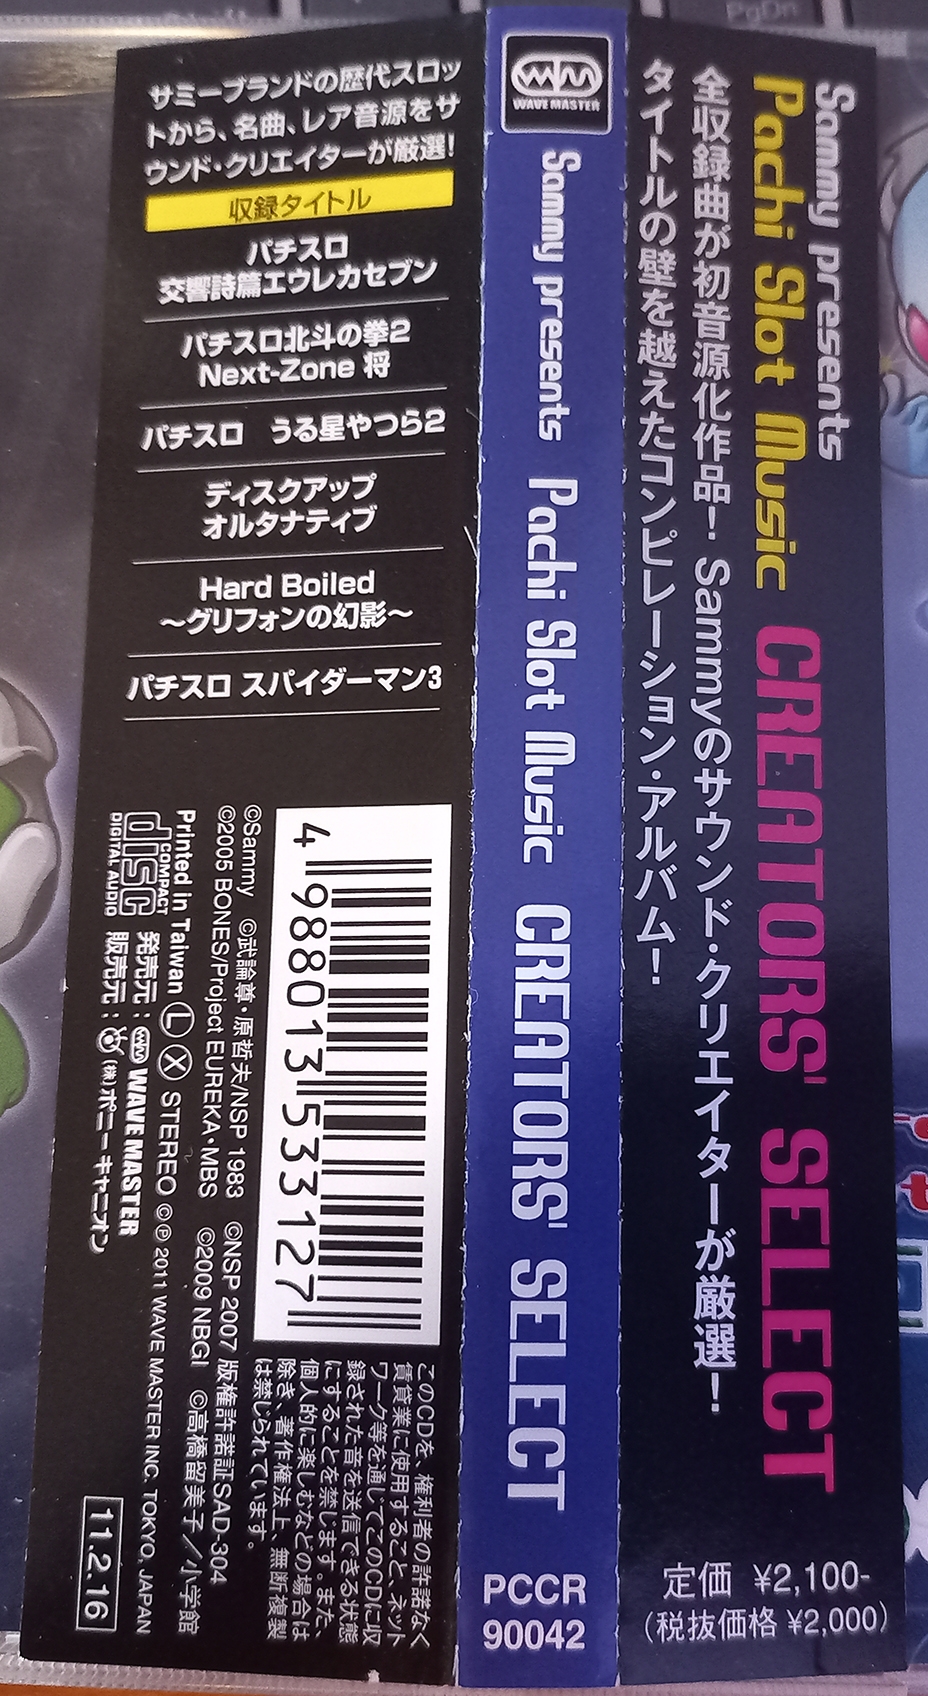 サミーブランドの歴代スロッ
トから、名曲、レア音源をサ
ウンド・クリエイターが厳選!
収録タイトル
パチスロ
交響詩篇エウレカセブン
パチスロ北斗の拳2
Next-Zone 将
パチスロ うる星やつら2
ディスクアップ
オルタナティブ
Hard Boiled
～グリフォンの幻影～
パチスロ スパイダーマン3
4 988013 533127
©Sammy ©武論尊・原哲夫/NSP 1983 ©NSP 2007 版権許諾証SAD-304
©2005 BONES/Project EUREKA・MBS ©2009 NBGI ©高橋留美子／小学館
Printed in Taiwan Ⓛ Ⓧ STEREO ©℗ 2011 WAVE MASTER INC. TOKYO, JAPAN
COMPACT
disc
DIGITAL AUDIO
発売元: WAVE MASTER
販売元: (株)ポニーキャニオン
このCDを、権利者の許諾なく
賃貸業に使用すること、ネット
ワーク等を通じてこのCDに収
録された音を送信できる状態
にすることを禁じます。また、
個人的に楽しむなどの場合を
除き、著作権法上、無断複製
は禁じられています。
11.2.16
WAVE MASTER
Sammy presents Pachi Slot Music CREATORS' SELECT
PCCR
90042
Sammy presents
Pachi Slot Music CREATORS' SELECT
全収録曲が初音源化作品! Sammyのサウンド・クリエイターが厳選!
タイトルの壁を越えたコンピレーション・アルバム!
定価 ¥2,100-
(税抜価格 ¥2,000)
PgDn